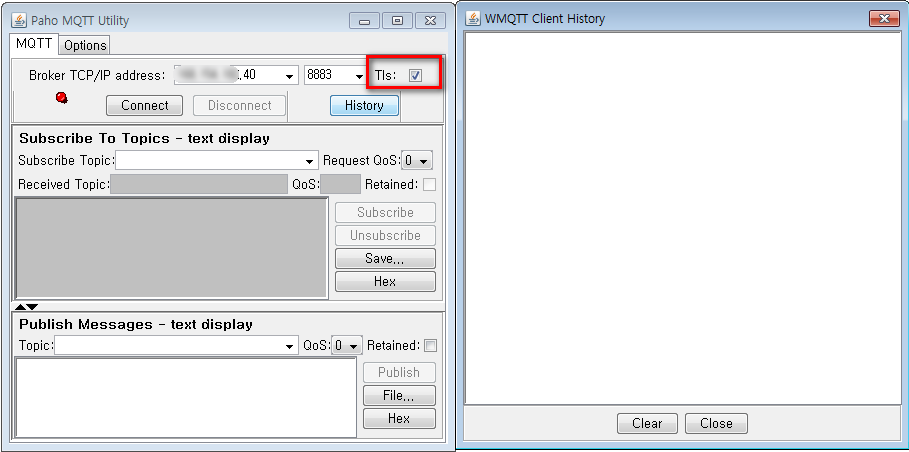 Paho MQTT Utility
MQTT Options
Broker TCP/IP address: .40 8883 Tls:
Connect Disconnect History
Subscribe To Topics - text display
Subscribe Topic: Request QoS: 0
Received Topic: QoS: Retained:
Subscribe
Unsubscribe
Save...
Hex
Publish Messages - text display
Topic: QoS: 0 Retained:
Publish
File...
Hex
WMQTT Client History
Clear Close